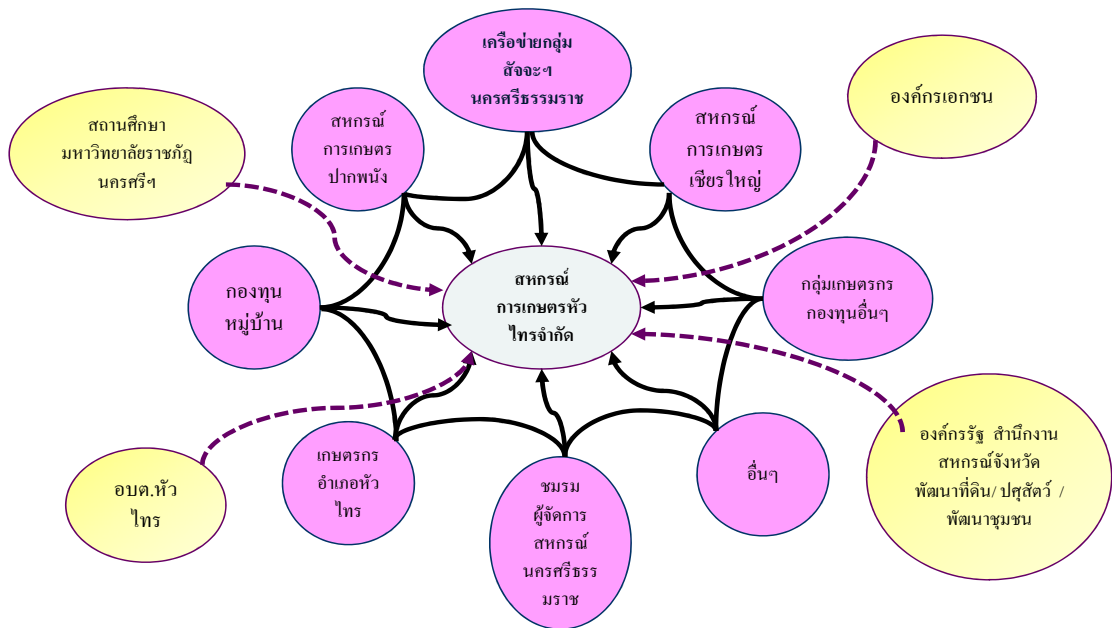 เครือข่ายกลุ่ม
สัจจะฯ
นครศรีธรรมราช
องค์กรเอกชน
สถานศึกษา
มหาวิทยาลัยราชภัฏ
นครศรีฯ
สหกรณ์
การเกษตร
ปากพนัง
สหกรณ์
การเกษตร
เชียรใหญ่
กองทุน
หมู่บ้าน
สหกรณ์
การเกษตรหัว
ไทรจำกัด
กลุ่มเกษตรกร
กองทุนอื่นๆ
อบต.หัว
ไทร
เกษตรกร
อำเภอหัว
ไทร
ชมรม
ผู้จัดการ
สหกรณ์
นครศรีธรร
มราช
อื่นๆ
องค์กรรัฐ สำนึกงาน
สหกรณ์จังหวัด
พัฒนาที่ดิน/ ปศุสัตว์ /
พัฒนาชุมชน